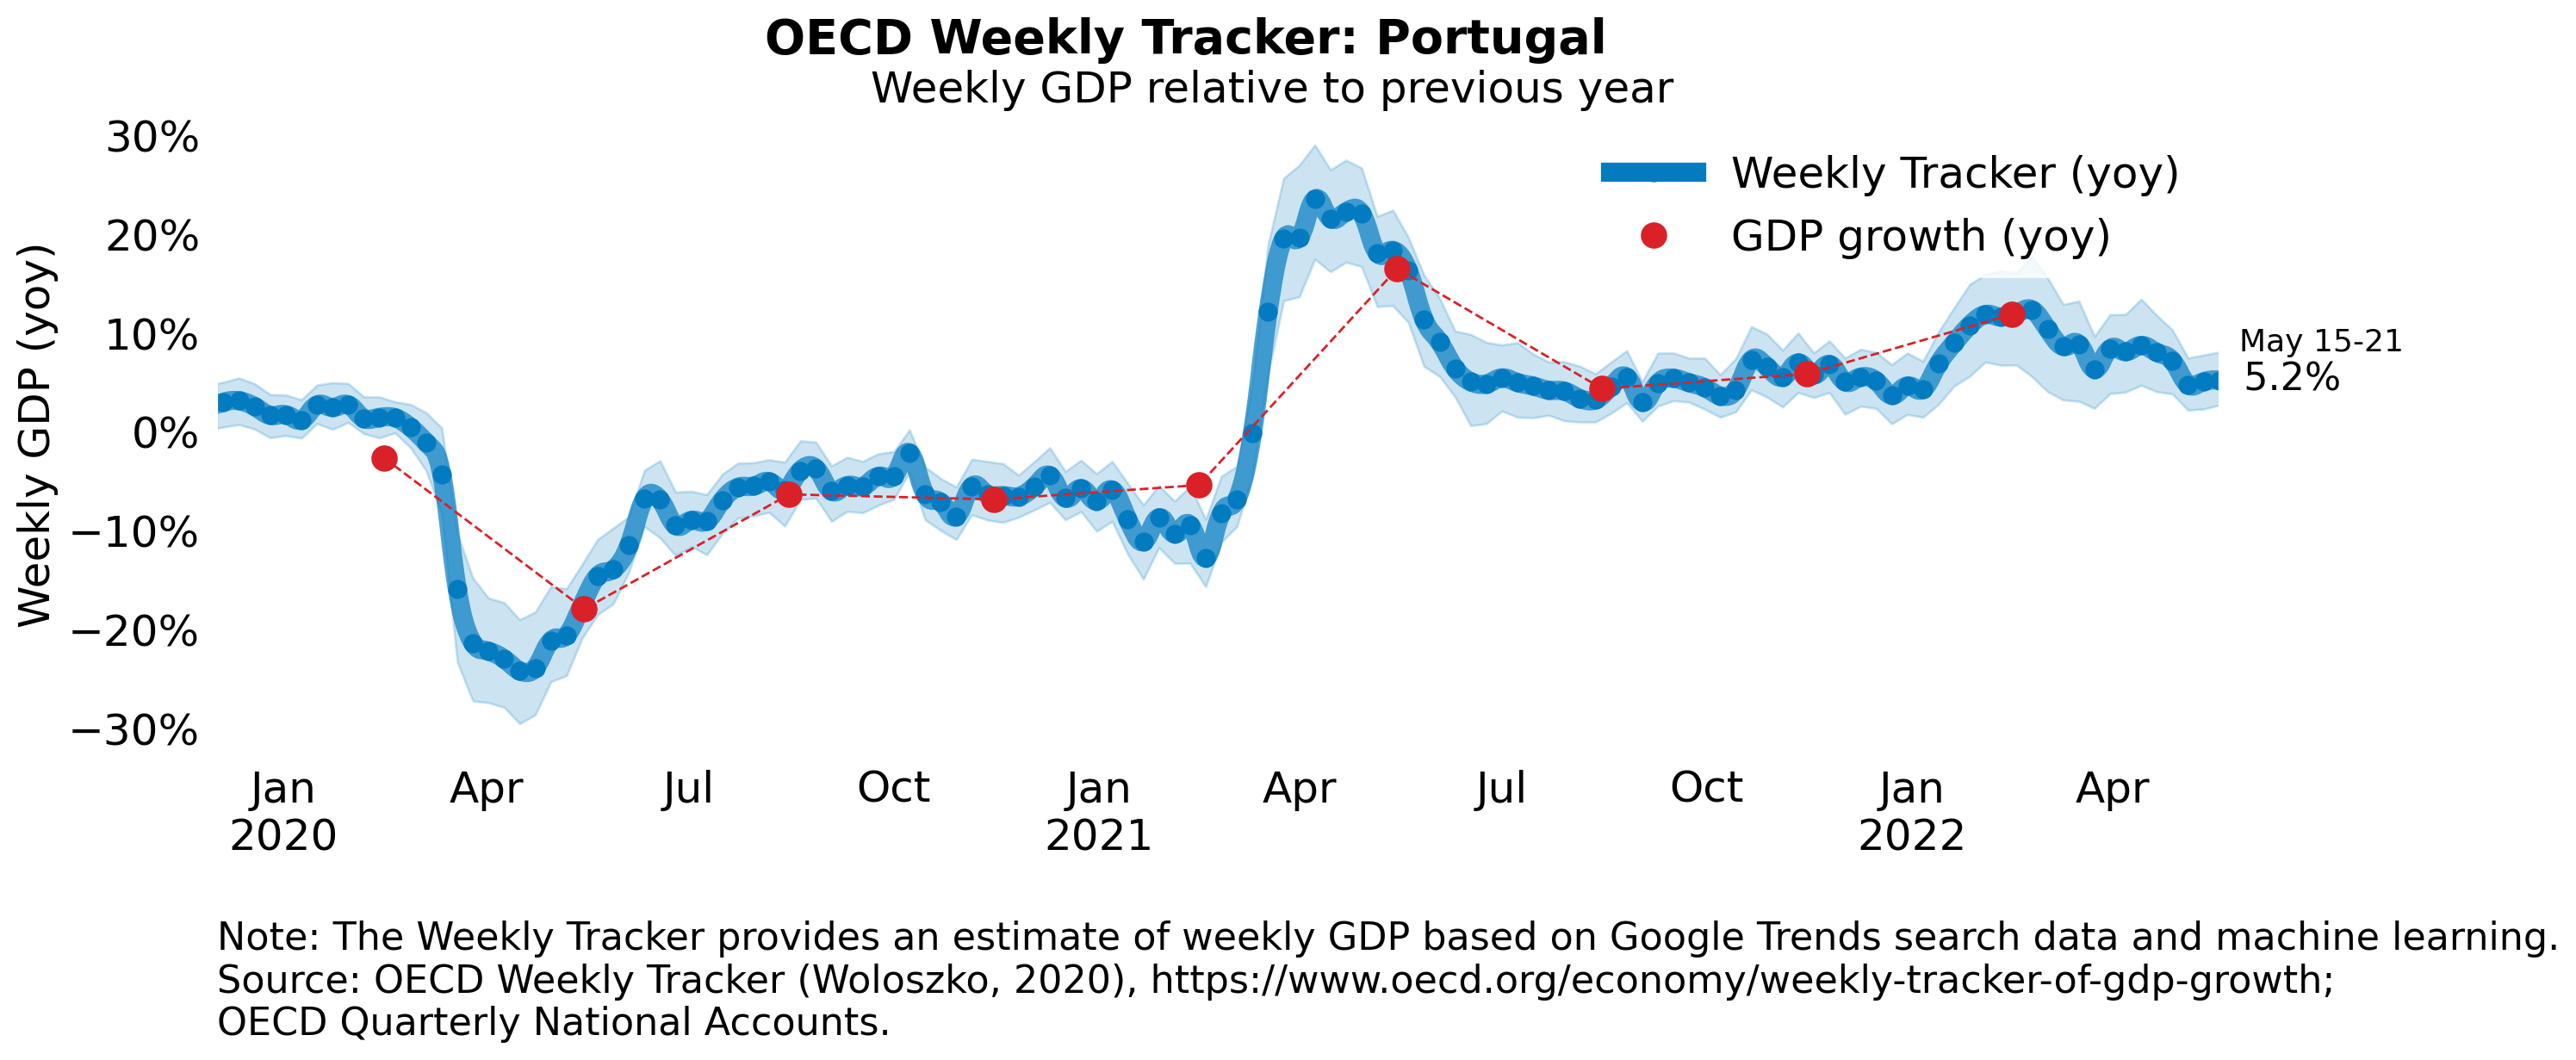 OECD Weekly Tracker: Portugal
Weekly GDP relative to previous year
Weekly GDP (yoy)
30%
20%
10%
0%
−10%
−20%
−30%
Weekly Tracker (yoy)
GDP growth (yoy)
May 15-21
5.2%
Jan Apr Jul Oct Jan Apr Jul Oct Jan Apr
2020 2021 2022
Note: The Weekly Tracker provides an estimate of weekly GDP based on Google Trends search data and machine learning.
Source: OECD Weekly Tracker (Woloszko, 2020), https://www.oecd.org/economy/weekly-tracker-of-gdp-growth;
OECD Quarterly National Accounts.